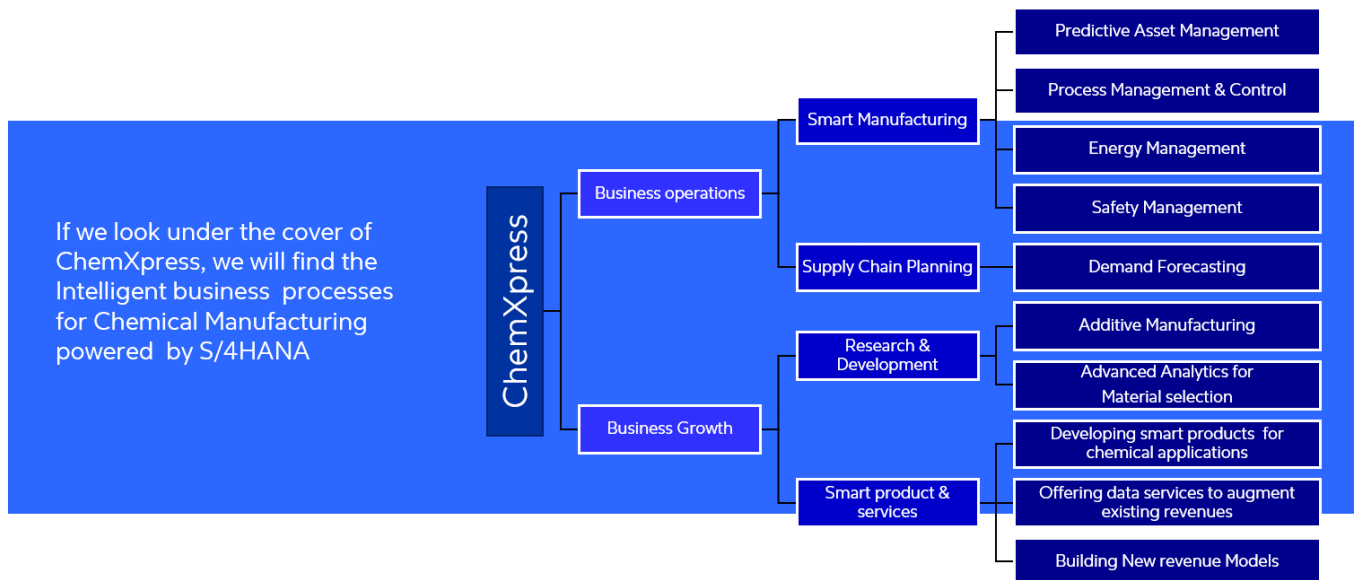 If we look under the cover of
ChemXpress, we will find the
Intelligent business processes
for Chemical Manufacturing
powered by S/4HANA
ChemXpress
Business operations
Business Growth
Smart Manufacturing
Supply Chain Planning
Research &
Development
Smart product &
services
Predictive Asset Management
Process Management & Control
Energy Management
Safety Management
Demand Forecasting
Additive Manufacturing
Advanced Analytics for
Material selection
Developing smart products for
chemical applications
Offering data services to augment
existing revenues
Building New revenue Models